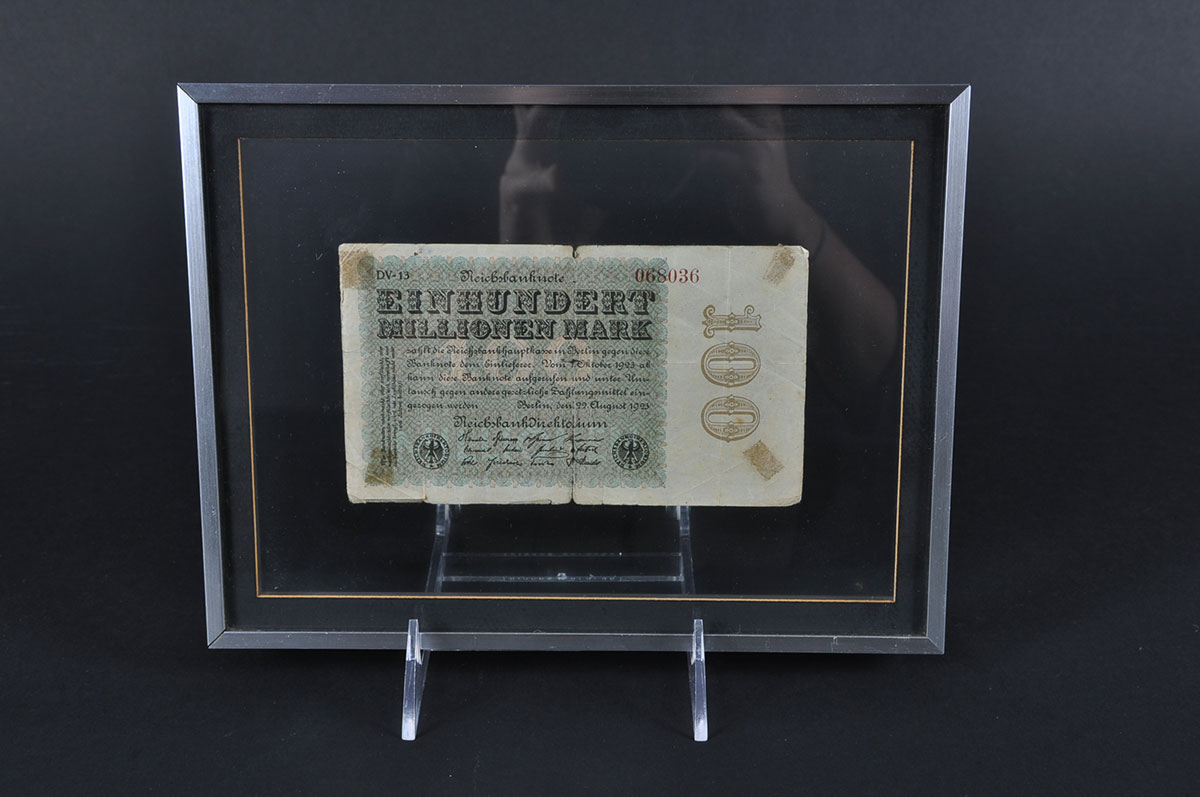 DV-13 Reichsbanknote 068036
EINHUNDERT
MILLIONEN MARK
zahlt die Reichsbankhauptkasse in Berlin gegen diese
Banknote dem Einlieferer. Vom 1. Oktober 1923 ab
kann diese Banknote aufgerufen und unter Um-
tausch gegen andere gesetzliche Zahlungsmittel ein-
gezogen werden Berlin, den 22. August 1923
Reichsbankdirektorium
100